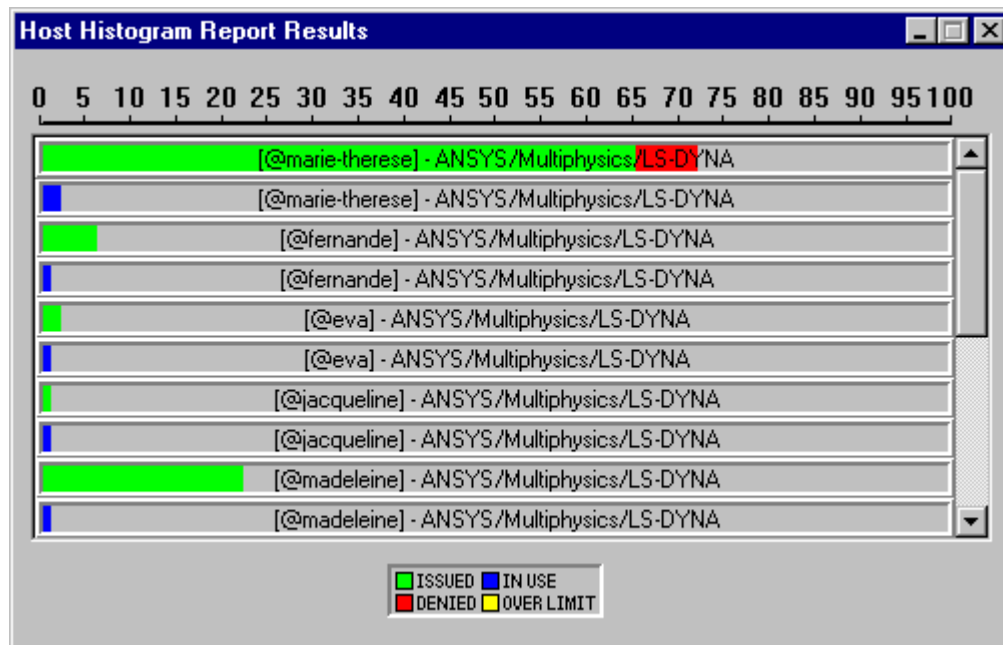 Host Histogram Report Results
0 5 10 15 20 25 30 35 40 45 50 55 60 65 70 75 80 85 90 95 100
[@marie-therese] - ANSYS/Multiphysics/LS-DYNA
[@marie-therese] - ANSYS/Multiphysics/LS-DYNA
[@fernande] - ANSYS/Multiphysics/LS-DYNA
[@fernande] - ANSYS/Multiphysics/LS-DYNA
[@eva] - ANSYS/Multiphysics/LS-DYNA
[@eva] - ANSYS/Multiphysics/LS-DYNA
[@jacqueline] - ANSYS/Multiphysics/LS-DYNA
[@jacqueline] - ANSYS/Multiphysics/LS-DYNA
[@madeleine] - ANSYS/Multiphysics/LS-DYNA
[@madeleine] - ANSYS/Multiphysics/LS-DYNA
ISSUED IN USE
DENIED OVER LIMIT